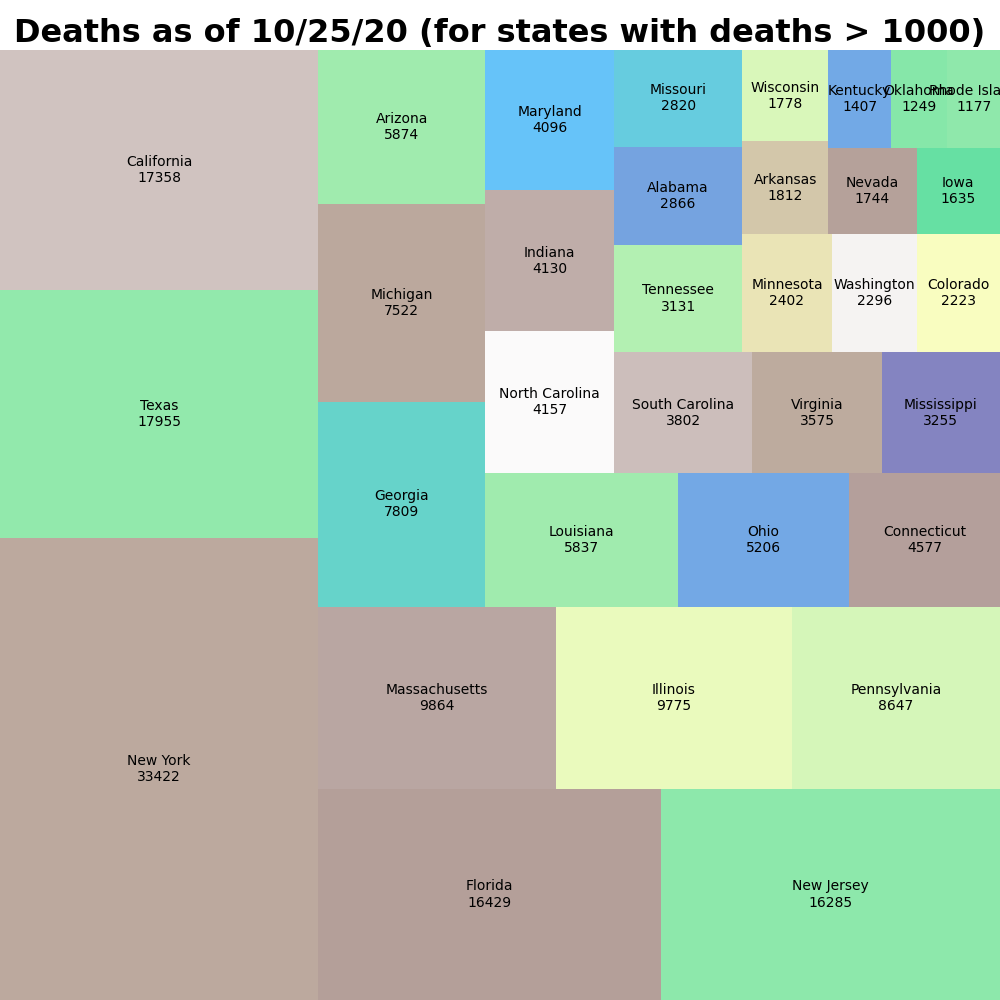 Deaths as of 10/25/20 (for states with deaths > 1000)
California
17358
Texas
17955
New York
33422
Arizona
5874
Michigan
7522
Georgia
7809
Maryland
4096
Indiana
4130
North Carolina
4157
Missouri
2820
Alabama
2866
Tennessee
3131
Wisconsin
1778
Arkansas
1812
Kentucky
1407
Oklahoma
1249
Rhode Isla
1177
Nevada
1744
Iowa
1635
Minnesota
2402
Washington
2296
Colorado
2223
South Carolina
3802
Virginia
3575
Mississippi
3255
Louisiana
5837
Ohio
5206
Connecticut
4577
Massachusetts
9864
Illinois
9775
Pennsylvania
8647
Florida
16429
New Jersey
16285